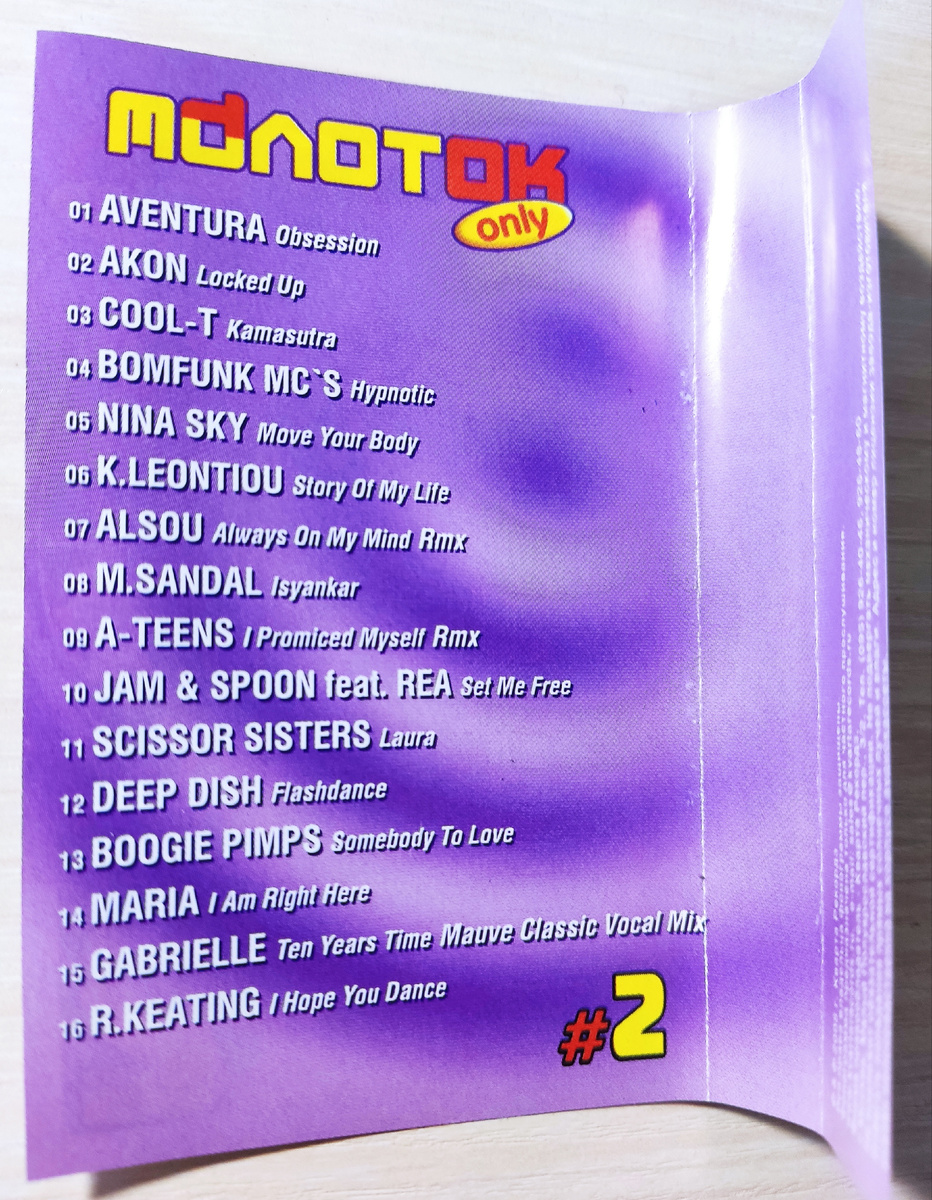 молоток
only
01 AVENTURA Obsession
02 AKON Locked Up
03 COOL-T Kamasutra
04 BOMFUNK MC`S Hypnotic
05 NINA SKY Move Your Body
06 K.LEONTIOU Story Of My Life
07 ALSOU Always On My Mind Rmx
08 M.SANDAL Isyankar
09 A-TEENS I Promiced Myself Rmx
10 JAM & SPOON feat. REA Set Me Free
11 SCISSOR SISTERS Laura
12 DEEP DISH Flashdance
13 BOOGIE PIMPS Somebody To Love
14 MARIA I Am Right Here
15 GABRIELLE Ten Years Time Mauve Classic Vocal Mix
16 R.KEATING I Hope You Dance
#2